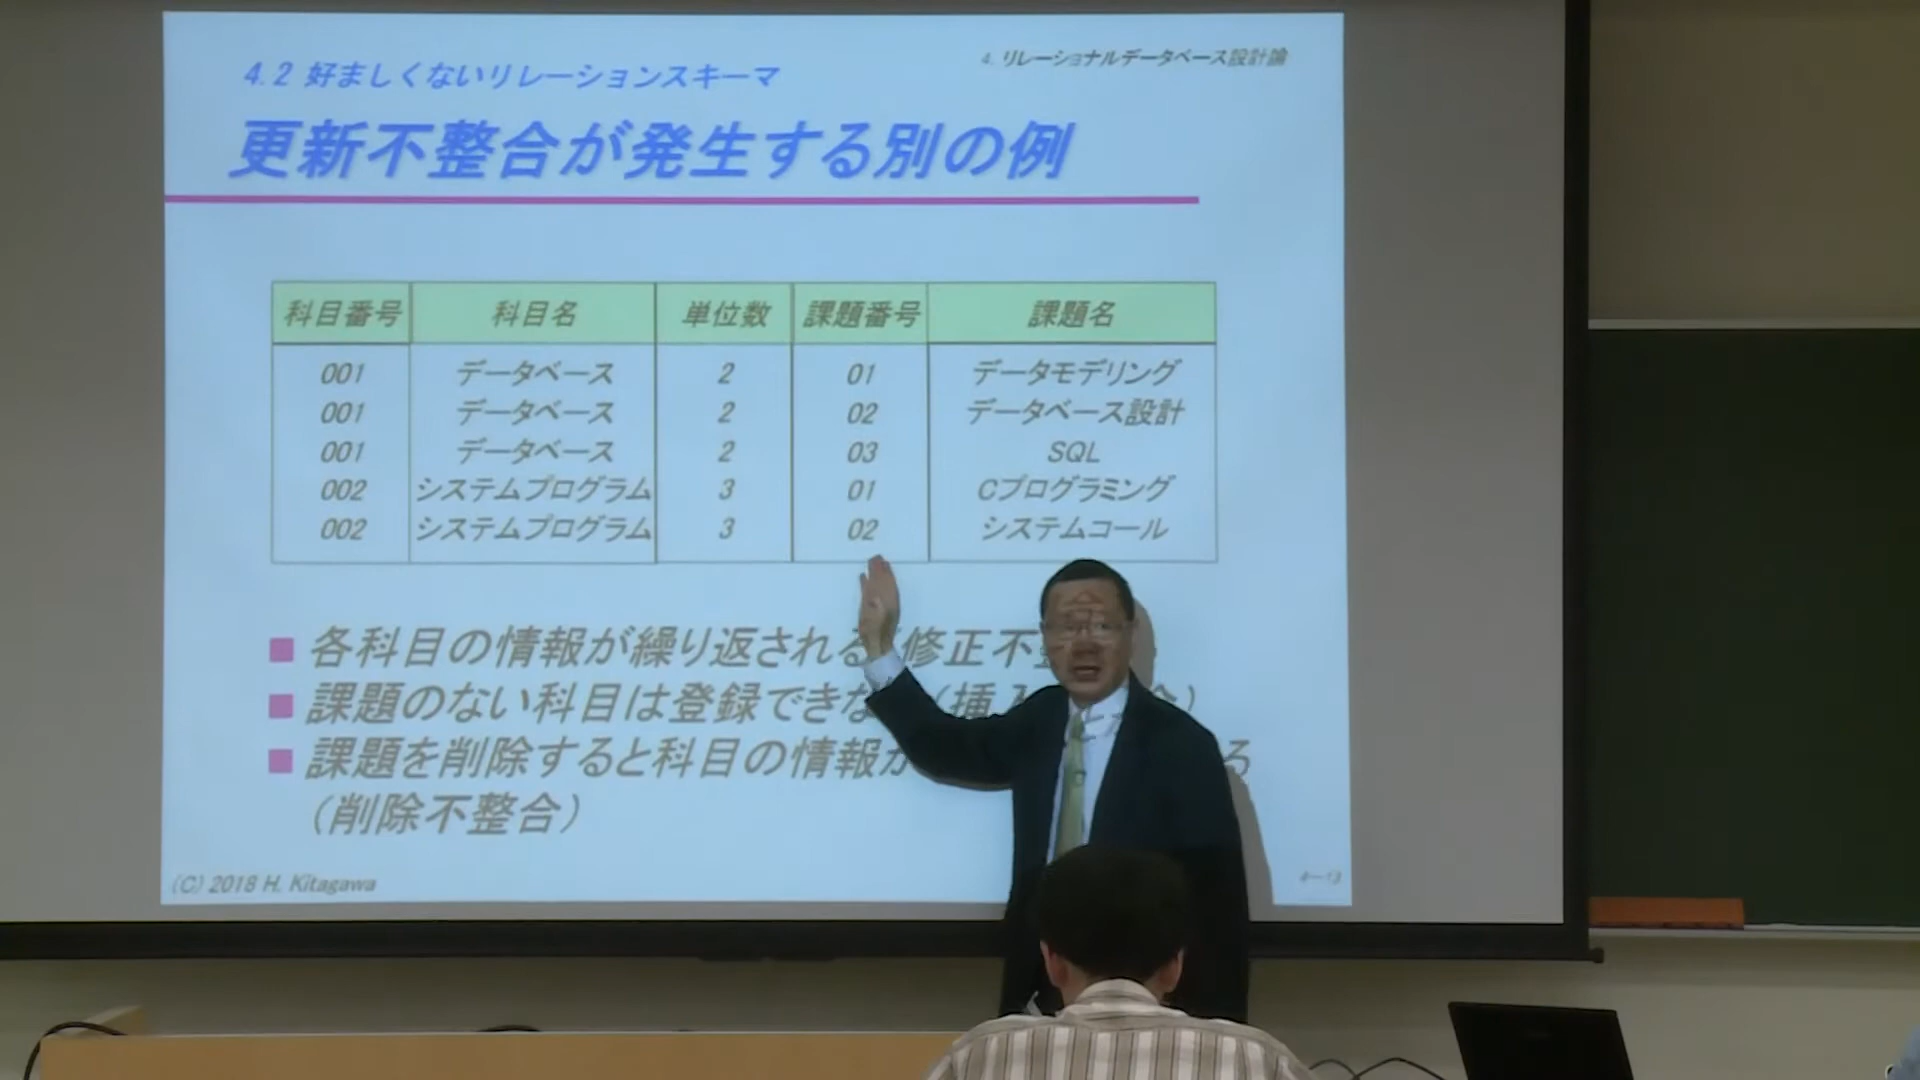 4. リレーショナルデータベース設計論
4.2 好ましくないリレーションスキーマ
更新不整合が発生する別の例
科目番号 科目名 単位数 課題番号 課題名
001 データベース 2 01 データモデリング
001 データベース 2 02 データベース設計
001 データベース 2 03 SQL
002 システムプログラム 3 01 Cプログラミング
002 システムプログラム 3 02 システムコール
■ 各科目の情報が繰り返される 修正不
■ 課題のない科目は登録できな (挿入 )
■ 課題を削除すると科目の情報が る
(削除不整合)
(C) 2018 H. Kitagawa
4-13